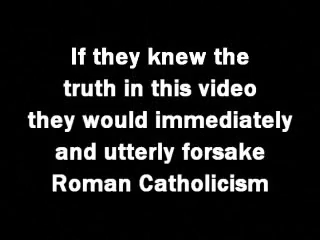 If they knew the
truth in this video
they would immediately
and utterly forsake
Roman Catholicism